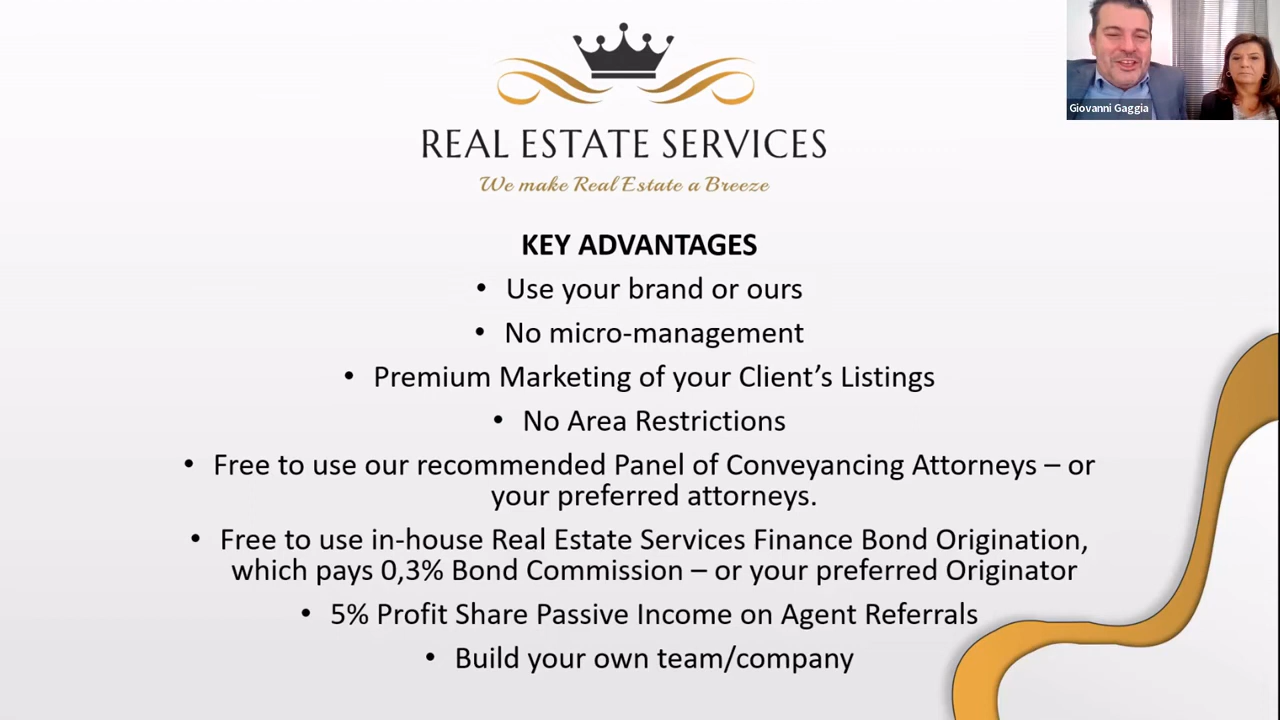 Giovanni Gaggia
REAL ESTATE SERVICES
We make Real Estate a Breeze
KEY ADVANTAGES
• Use your brand or ours
• No micro-management
• Premium Marketing of your Client’s Listings
• No Area Restrictions
• Free to use our recommended Panel of Conveyancing Attorneys – or
your preferred attorneys.
• Free to use in-house Real Estate Services Finance Bond Origination,
which pays 0,3% Bond Commission – or your preferred Originator
• 5% Profit Share Passive Income on Agent Referrals
• Build your own team/company